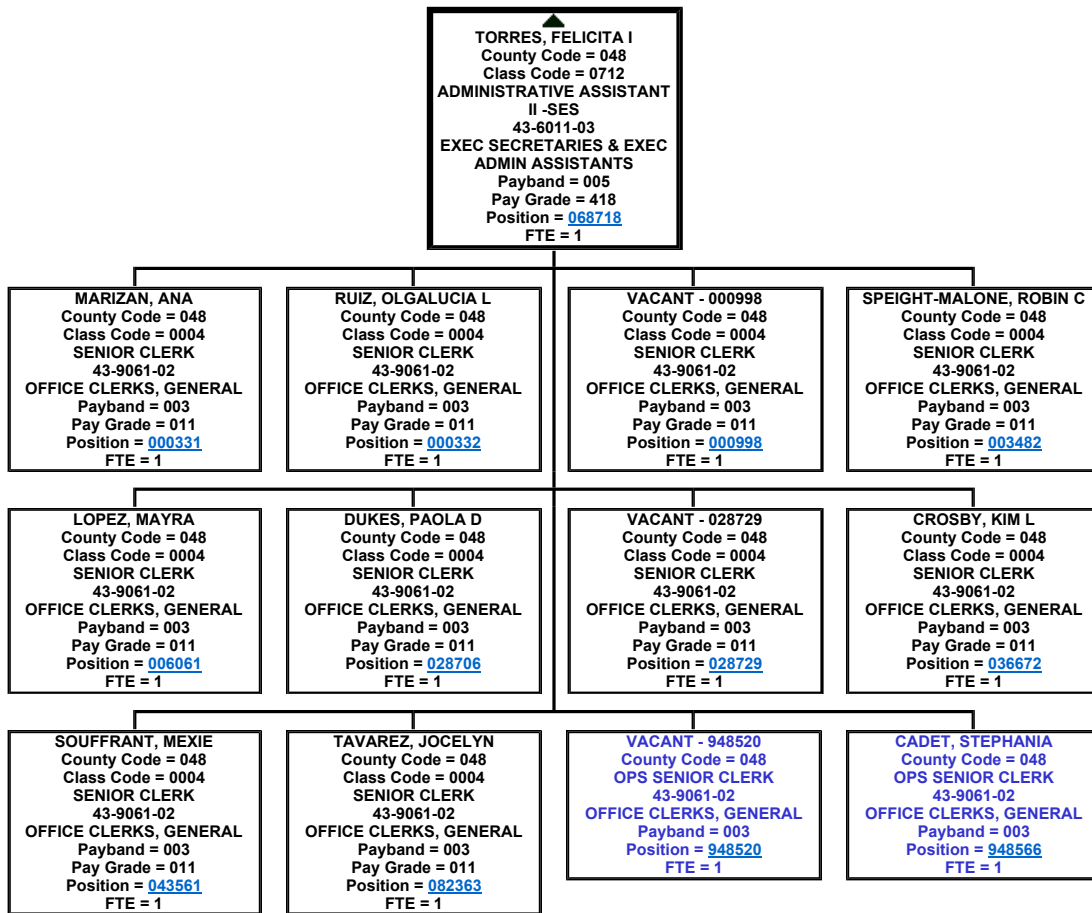 TORRES, FELICITA I
County Code = 048
Class Code = 0712
ADMINISTRATIVE ASSISTANT
II -SES
43-6011-03
EXEC SECRETARIES & EXEC
ADMIN ASSISTANTS
Payband = 005
Pay Grade = 418
Position = 068718
FTE = 1
MARIZAN, ANA
County Code = 048
Class Code = 0004
SENIOR CLERK
43-9061-02
OFFICE CLERKS, GENERAL
Payband = 003
Pay Grade = 011
Position = 000331
FTE = 1
RUIZ, OLGALUCIA L
County Code = 048
Class Code = 0004
SENIOR CLERK
43-9061-02
OFFICE CLERKS, GENERAL
Payband = 003
Pay Grade = 011
Position = 000332
FTE = 1
VACANT - 000998
County Code = 048
Class Code = 0004
SENIOR CLERK
43-9061-02
OFFICE CLERKS, GENERAL
Payband = 003
Pay Grade = 011
Position = 000998
FTE = 1
SPEIGHT-MALONE, ROBIN C
County Code = 048
Class Code = 0004
SENIOR CLERK
43-9061-02
OFFICE CLERKS, GENERAL
Payband = 003
Pay Grade = 011
Position = 003482
FTE = 1
LOPEZ, MAYRA
County Code = 048
Class Code = 0004
SENIOR CLERK
43-9061-02
OFFICE CLERKS, GENERAL
Payband = 003
Pay Grade = 011
Position = 006061
FTE = 1
DUKES, PAOLA D
County Code = 048
Class Code = 0004
SENIOR CLERK
43-9061-02
OFFICE CLERKS, GENERAL
Payband = 003
Pay Grade = 011
Position = 028706
FTE = 1
VACANT - 028729
County Code = 048
Class Code = 0004
SENIOR CLERK
43-9061-02
OFFICE CLERKS, GENERAL
Payband = 003
Pay Grade = 011
Position = 028729
FTE = 1
CROSBY, KIM L
County Code = 048
Class Code = 0004
SENIOR CLERK
43-9061-02
OFFICE CLERKS, GENERAL
Payband = 003
Pay Grade = 011
Position = 036672
FTE = 1
SOUFFRANT, MEXIE
County Code = 048
Class Code = 0004
SENIOR CLERK
43-9061-02
OFFICE CLERKS, GENERAL
Payband = 003
Pay Grade = 011
Position = 043561
FTE = 1
TAVAREZ, JOCELYN
County Code = 048
Class Code = 0004
SENIOR CLERK
43-9061-02
OFFICE CLERKS, GENERAL
Payband = 003
Pay Grade = 011
Position = 082363
FTE = 1
VACANT - 948520
County Code = 048
OPS SENIOR CLERK
43-9061-02
OFFICE CLERKS, GENERAL
Payband = 003
Position = 948520
FTE = 1
CADET, STEPHANIA
County Code = 048
OPS SENIOR CLERK
43-9061-02
OFFICE CLERKS, GENERAL
Payband = 003
Position = 948566
FTE = 1